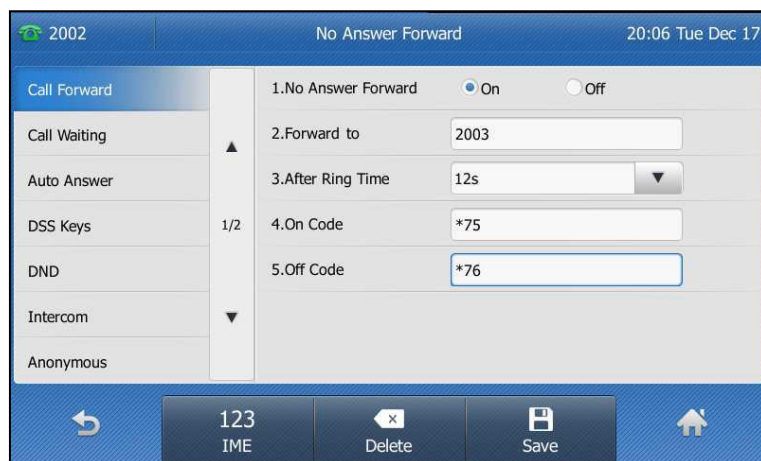 2002 No Answer Forward 20:06 Tue Dec 17
Call Forward
Call Waiting
Auto Answer
DSS Keys
DND
Intercom
Anonymous
1/2
1.No Answer Forward On Off
2.Forward to 2003
3.After Ring Time 12s
4.On Code *75
5.Off Code *76
123
IME
Delete
Save